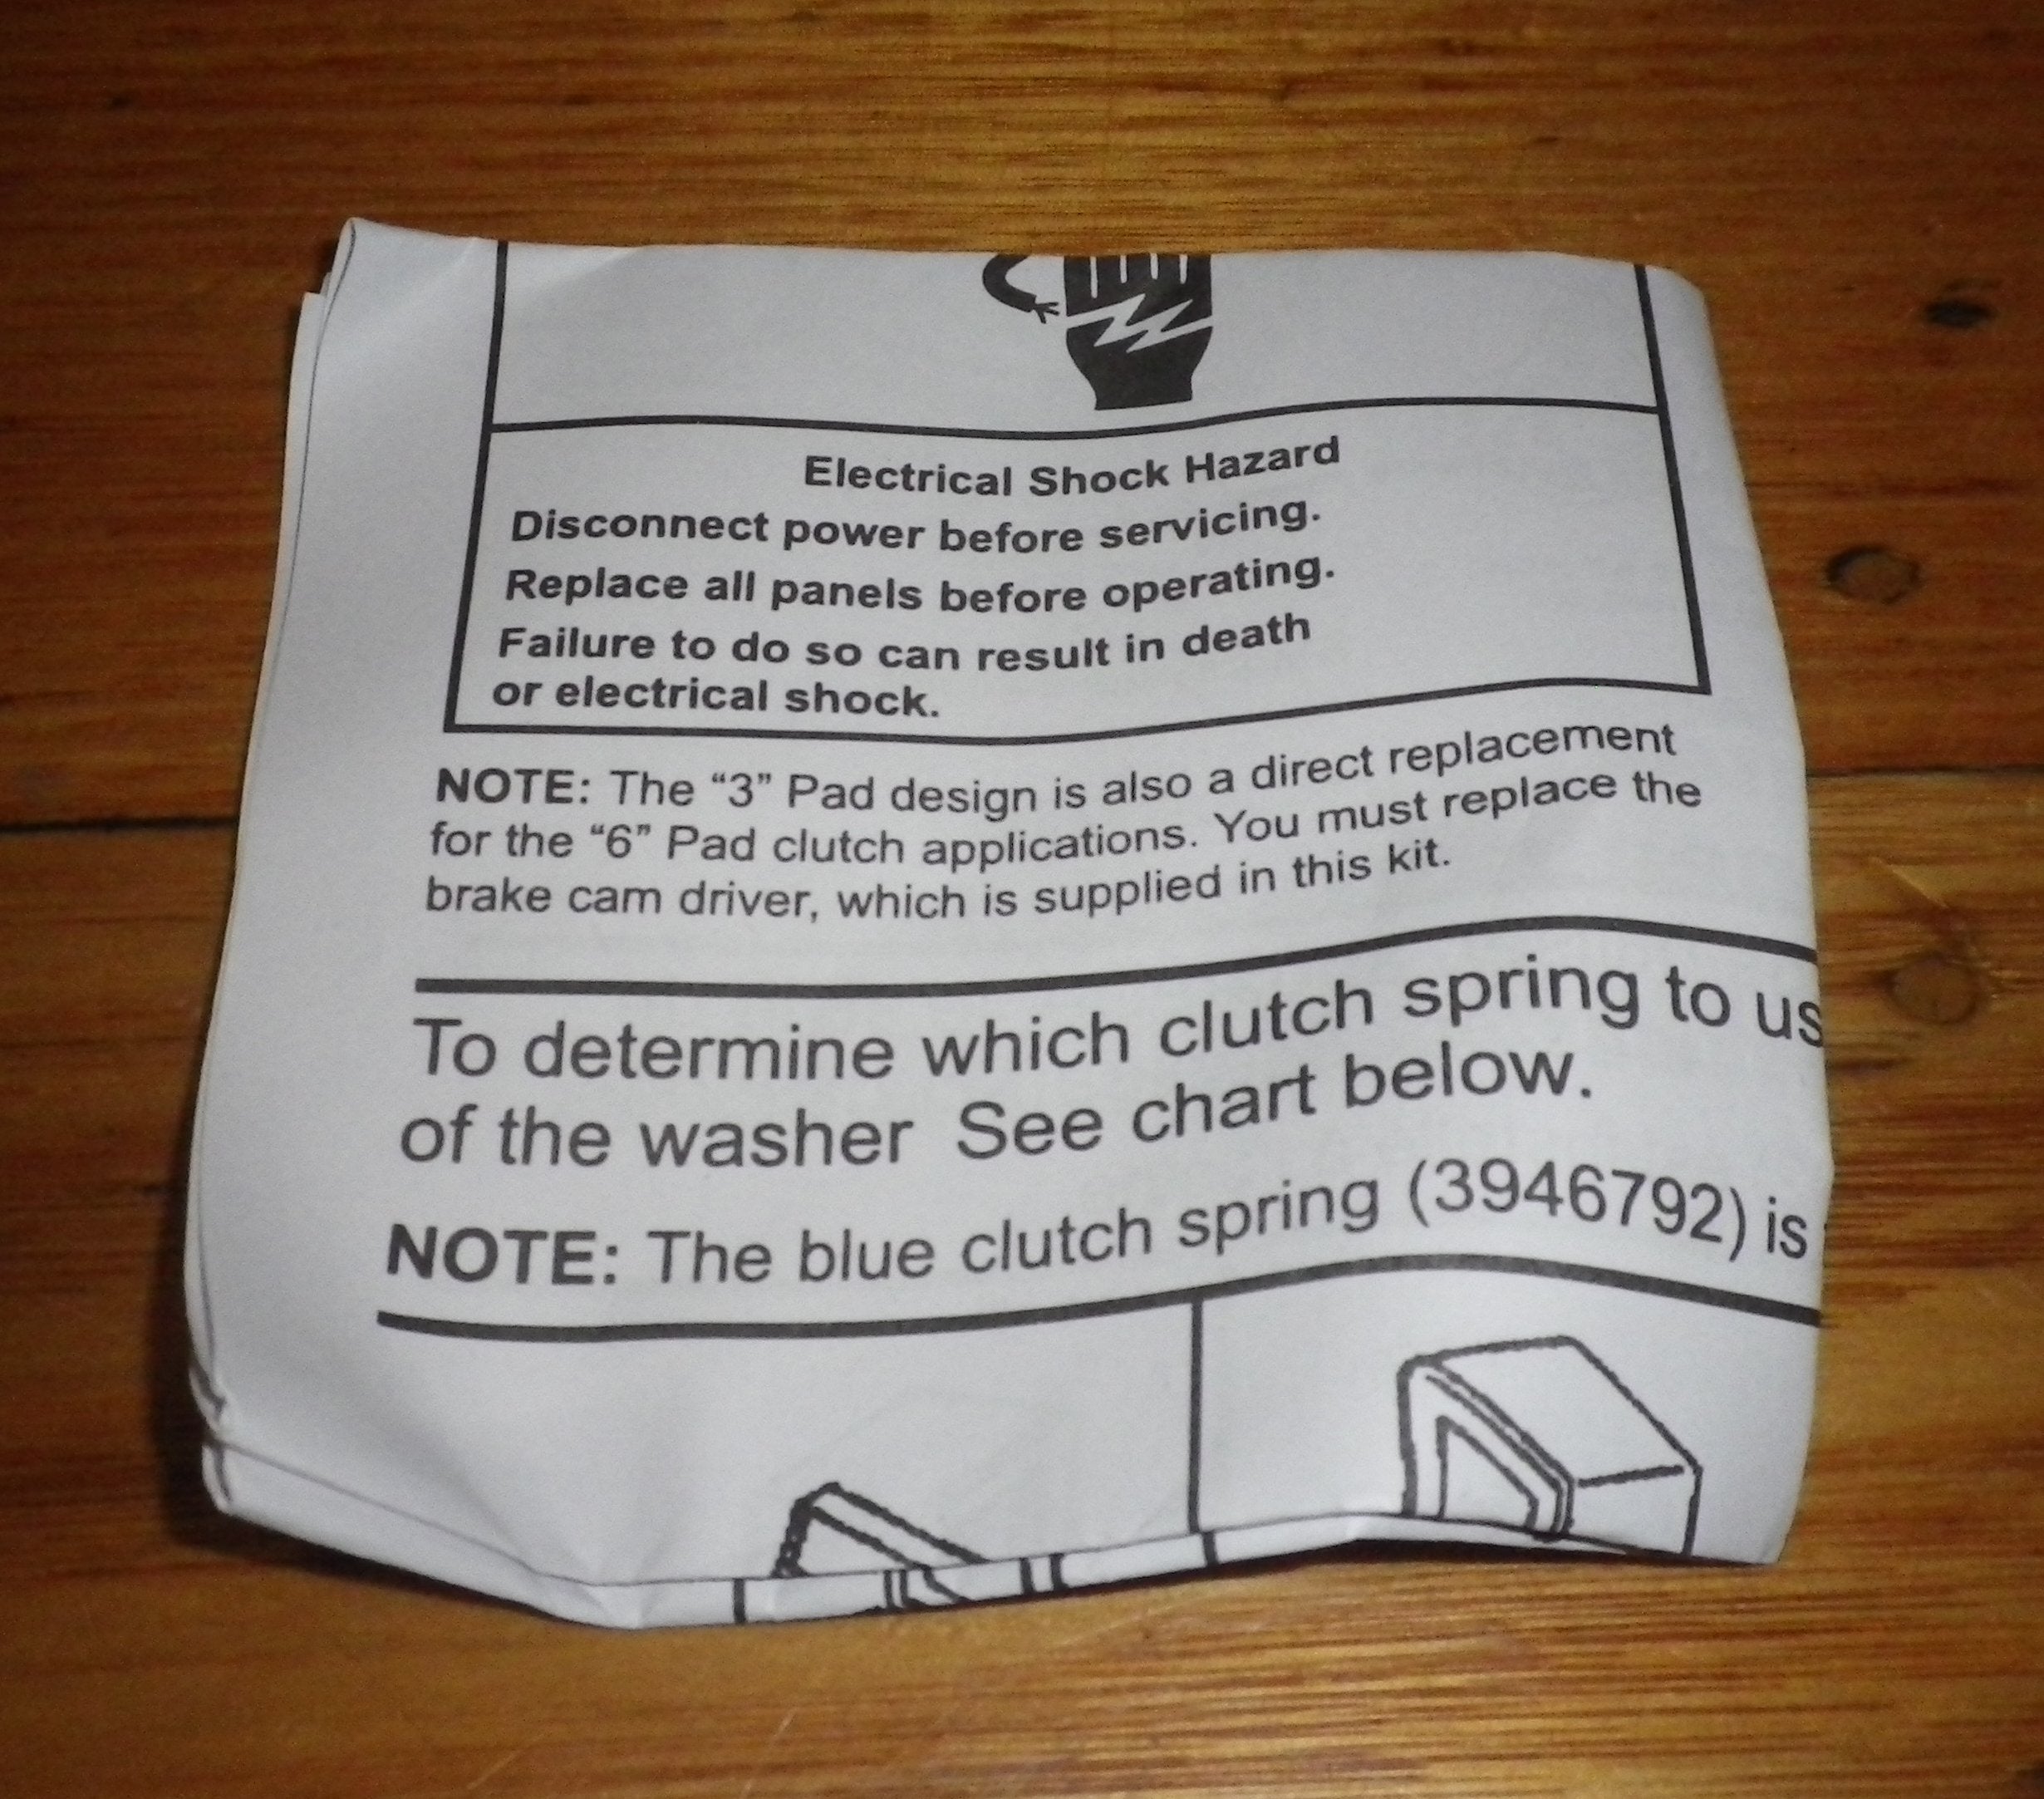 Electrical Shock Hazard
Disconnect power before servicing.
Replace all panels before operating.
Failure to do so can result in death
or electrical shock.
NOTE: The “3” Pad design is also a direct replacement
for the “6” Pad clutch applications. You must replace the
brake cam driver, which is supplied in this kit.
To determine which clutch spring to us
of the washer See chart below.
NOTE: The blue clutch spring (3946792) is